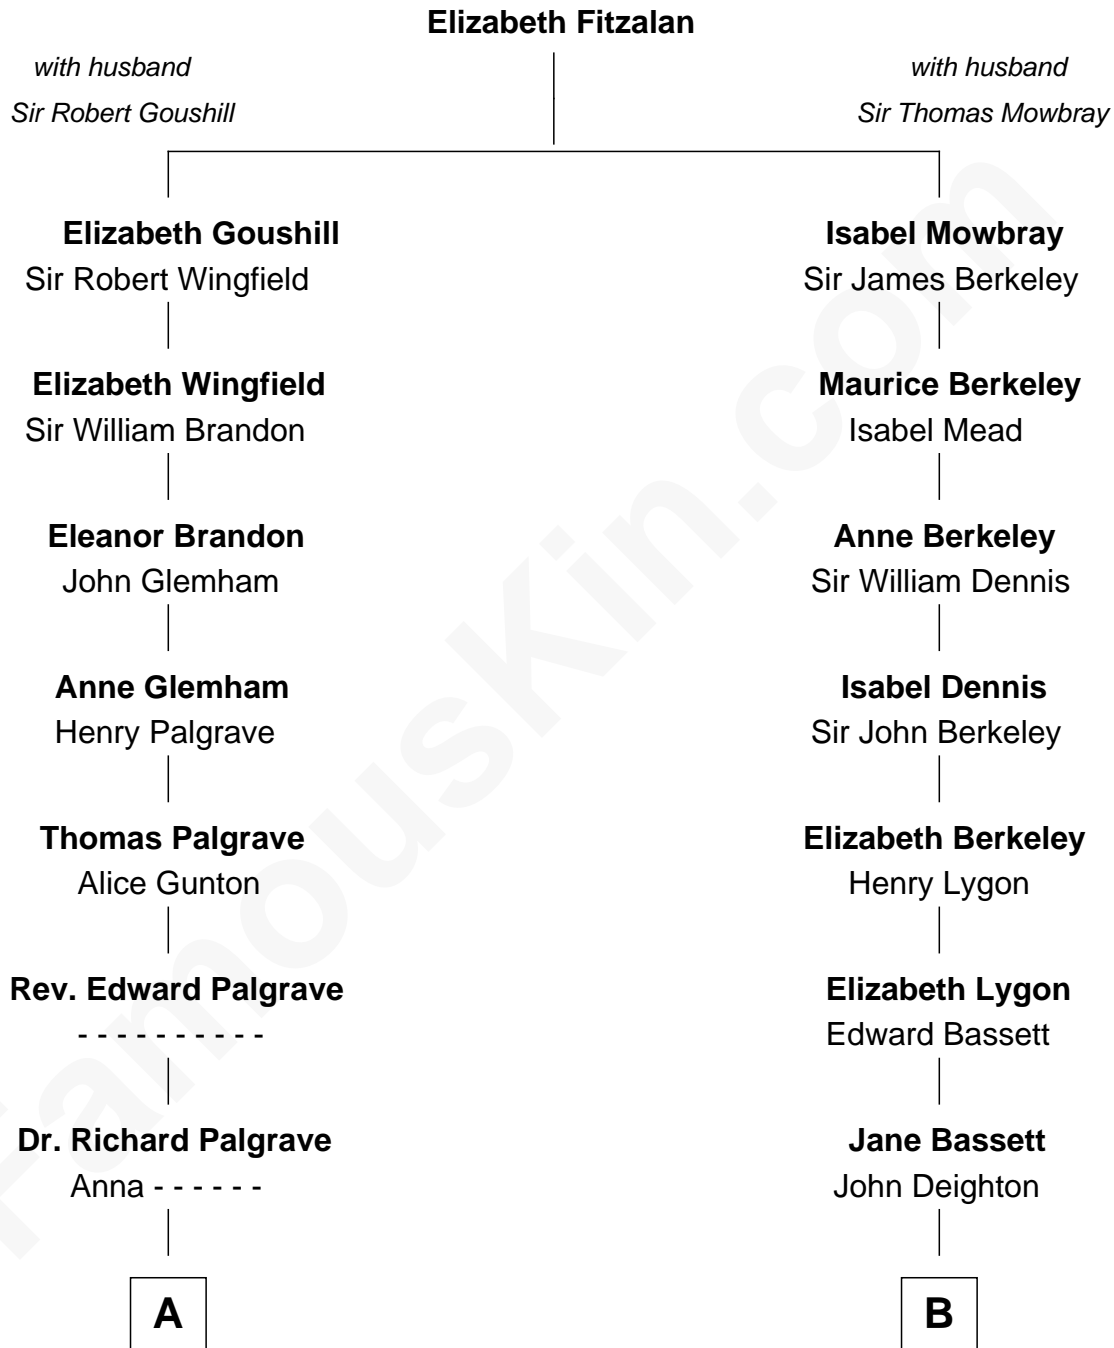 Elizabeth Fitzalan
with husband
Sir Robert Goushill
with husband
Sir Thomas Mowbray
Elizabeth Goushill
Sir Robert Wingfield
Elizabeth Wingfield
Sir William Brandon
Eleanor Brandon
John Glemham
Anne Glemham
Henry Palgrave
Thomas Palgrave
Alice Gunton
Rev. Edward Palgrave
- - - - - - - - - -
Dr. Richard Palgrave
Anna - - - - - -
A
Isabel Mowbray
Sir James Berkeley
Maurice Berkeley
Isabel Mead
Anne Berkeley
Sir William Dennis
Isabel Dennis
Sir John Berkeley
Elizabeth Berkeley
Henry Lygon
Elizabeth Lygon
Edward Bassett
Jane Bassett
John Deighton
B
FamousKin.com